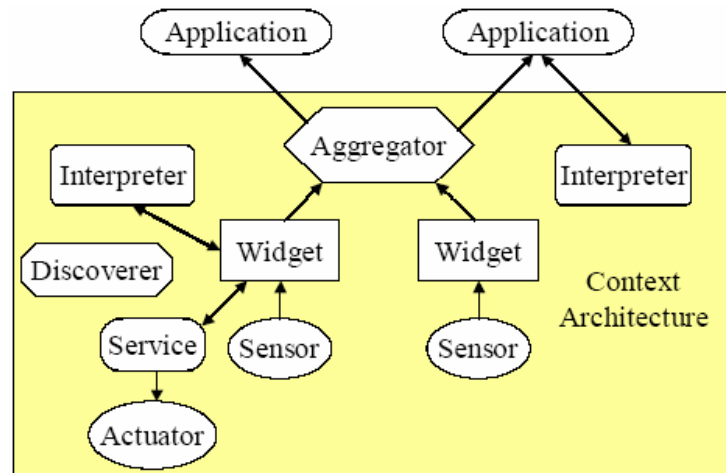 Application
Application
Aggregator
Interpreter
Interpreter
Widget
Widget
Discoverer
Context
Architecture
Service
Sensor
Sensor
Actuator